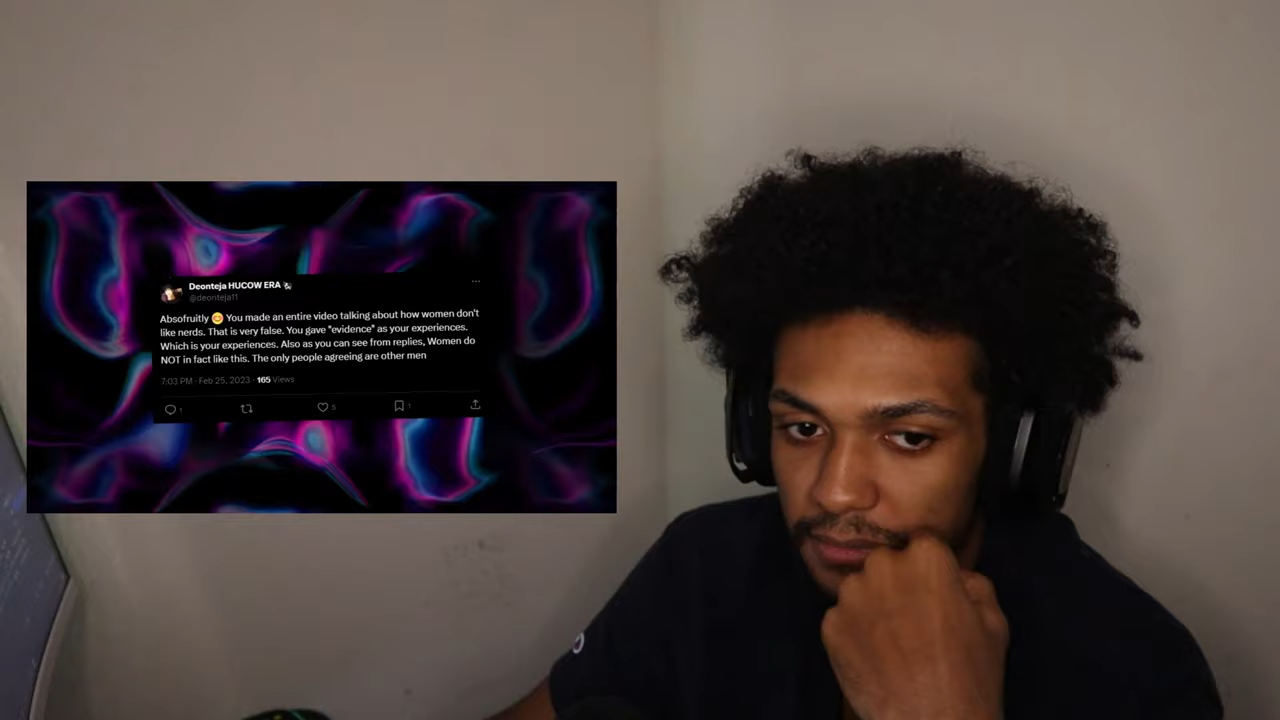 Deonteja HUCOW ERA 🐄
@deonteja11
Absofruitly 😊 You made an entire video talking about how women don't
like nerds. That is very false. You gave "evidence" as your experiences.
Which is your experiences. Also as you can see from replies, Women do
NOT in fact like this. The only people agreeing are other men
7:03 PM · Feb 25, 2023 · 165 Views
1 5 1